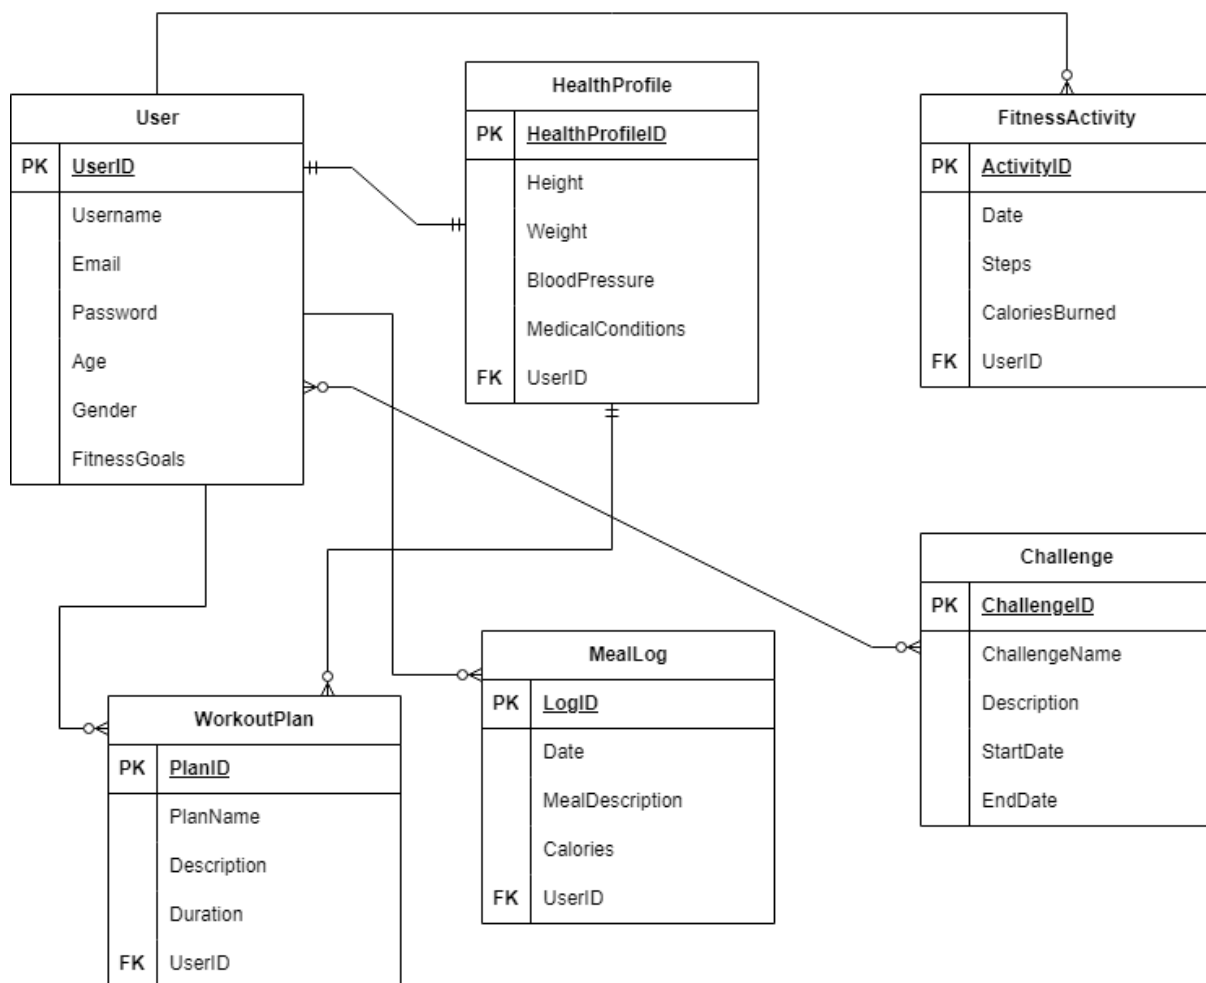 User
PK UserID
Username
Email
Password
Age
Gender
FitnessGoals
HealthProfile
PK HealthProfileID
Height
Weight
BloodPressure
MedicalConditions
FK UserID
FitnessActivity
PK ActivityID
Date
Steps
CaloriesBurned
FK UserID
WorkoutPlan
PK PlanID
PlanName
Description
Duration
FK UserID
MealLog
PK LogID
Date
MealDescription
Calories
FK UserID
Challenge
PK ChallengeID
ChallengeName
Description
StartDate
EndDate